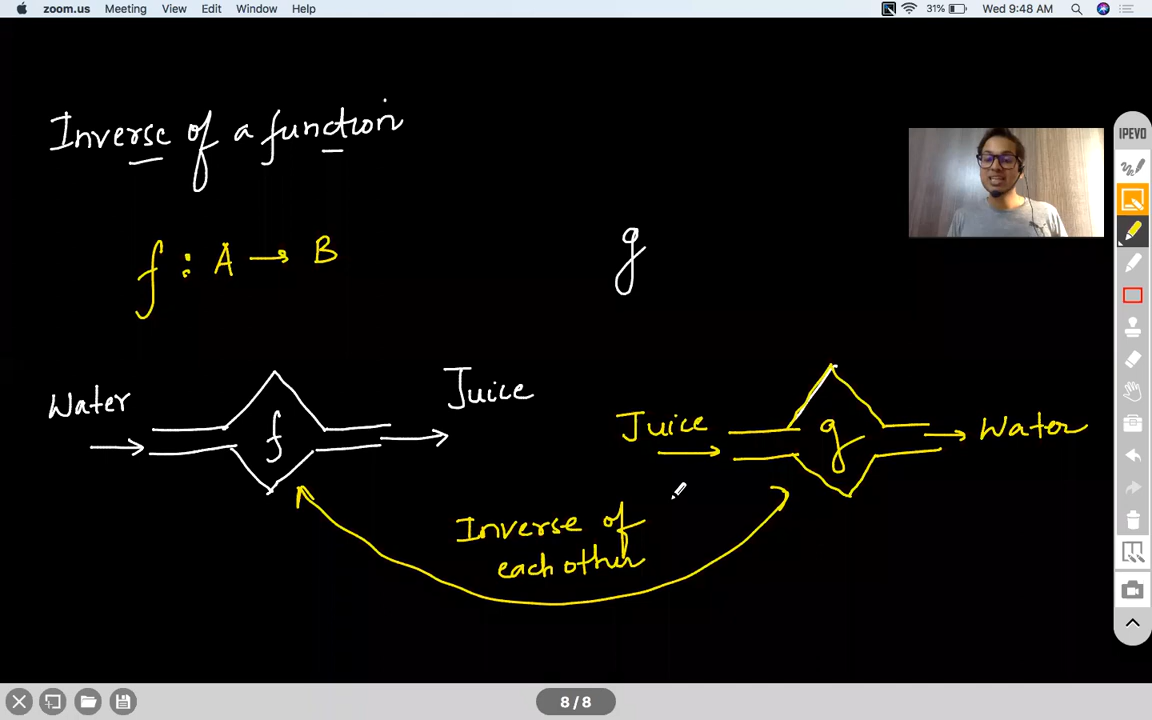 zoom.us Meeting View Edit Window Help
31% Wed 9:48 AM
Inverse of a function
IPEVO
f : A → B
g
Water
f
Juice
Juice
g
Water
Inverse of
each other
8 / 8